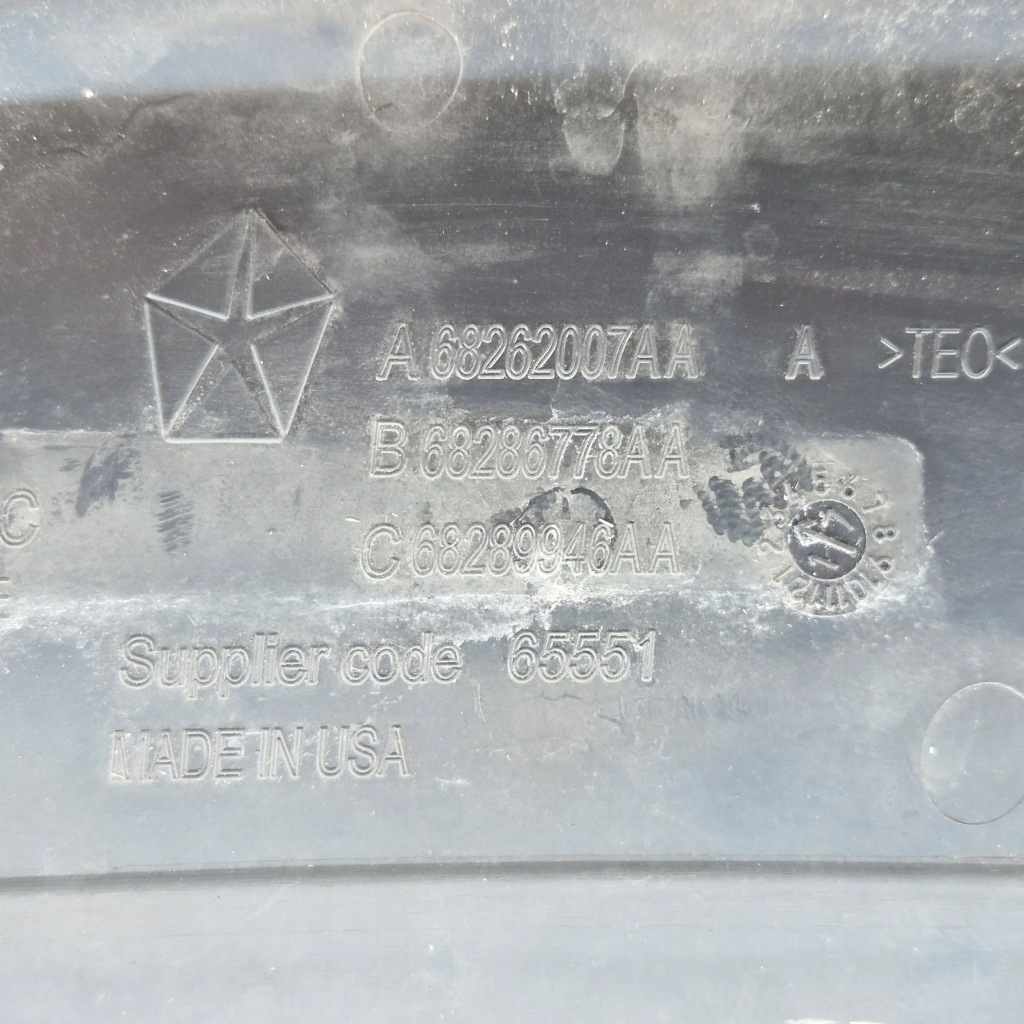 A 68262007AA A >TEO<
B 68286778AA
C
C 68289946AA
Supplier code 65551
MADE IN USA